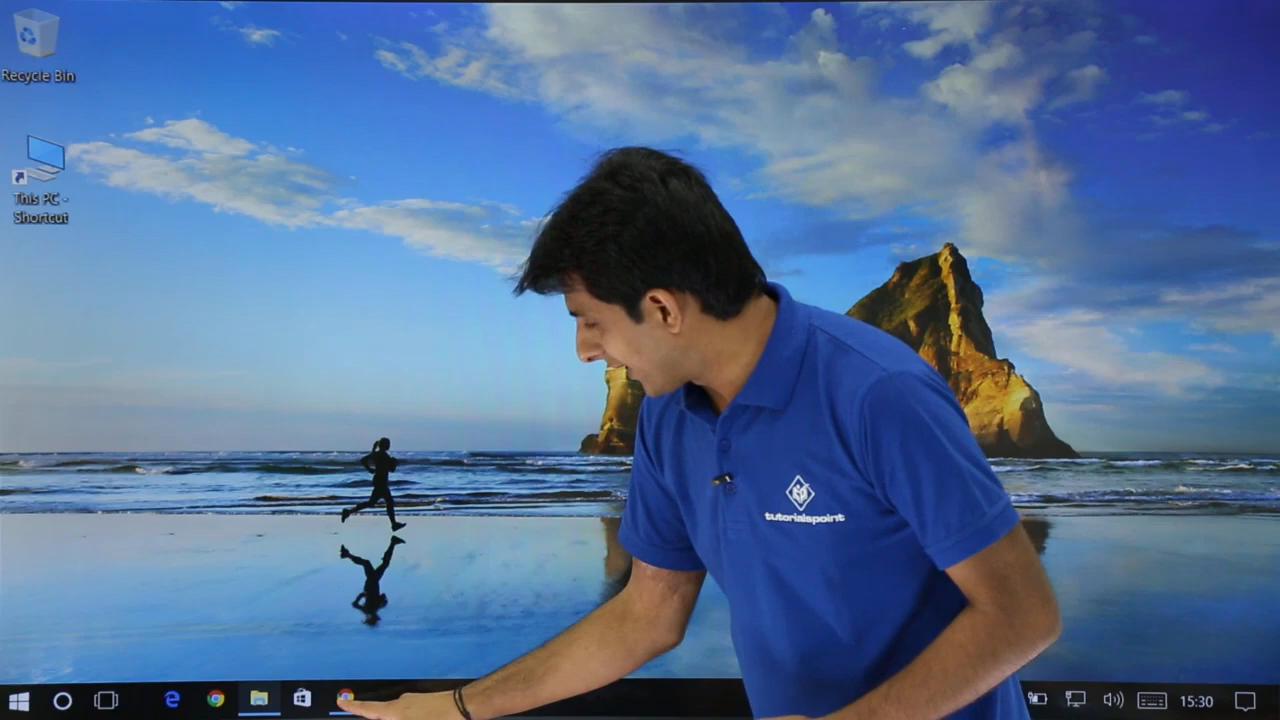 Recycle Bin
This PC -
Shortcut
tutorialspoint
15:30